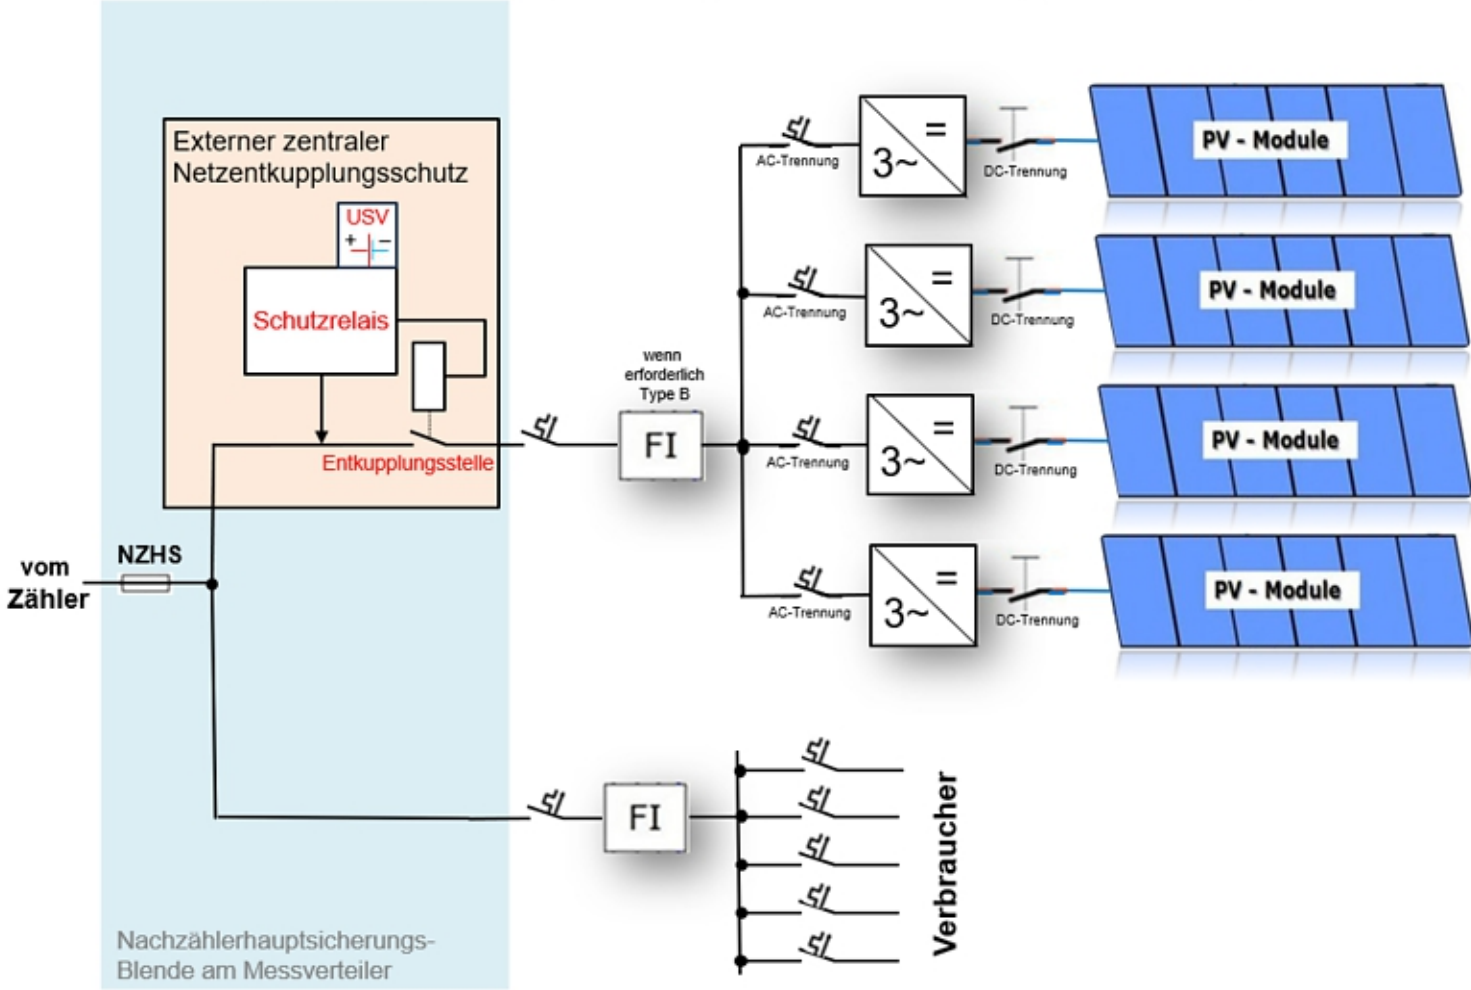 Externer zentraler
Netzentkupplungsschutz
USV
+ –
Schutzrelais
Entkupplungsstelle
wenn
erforderlich
Type B
FI
AC-Trennung
=
3~
DC-Trennung
PV - Module
AC-Trennung
=
3~
DC-Trennung
PV - Module
AC-Trennung
=
3~
DC-Trennung
PV - Module
AC-Trennung
=
3~
DC-Trennung
PV - Module
vom
Zähler
NZHS
FI
Verbraucher
Nachzählerhauptsicherungs-
Blende am Messverteiler